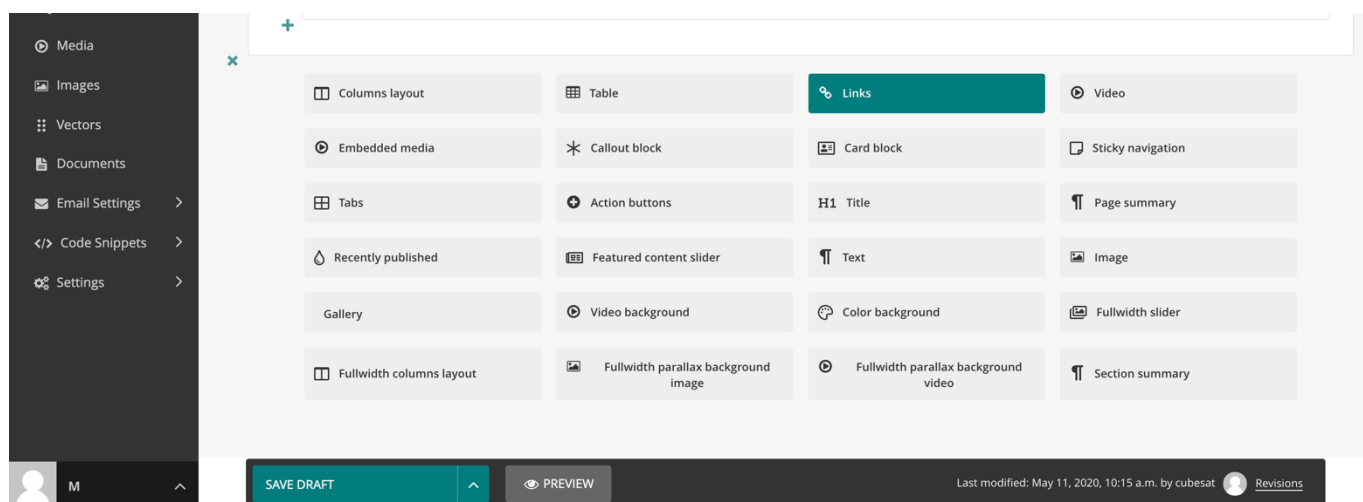 Media
Images
Vectors
Documents
Email Settings
Code Snippets
Settings
M
Columns layout
Table
Links
Video
Embedded media
Callout block
Card block
Sticky navigation
Tabs
Action buttons
H1 Title
Page summary
Recently published
Featured content slider
Text
Image
Gallery
Video background
Color background
Fullwidth slider
Fullwidth columns layout
Fullwidth parallax background
image
Fullwidth parallax background
video
Section summary
SAVE DRAFT
PREVIEW
Last modified: May 11, 2020, 10:15 a.m. by cubesat
Revisions